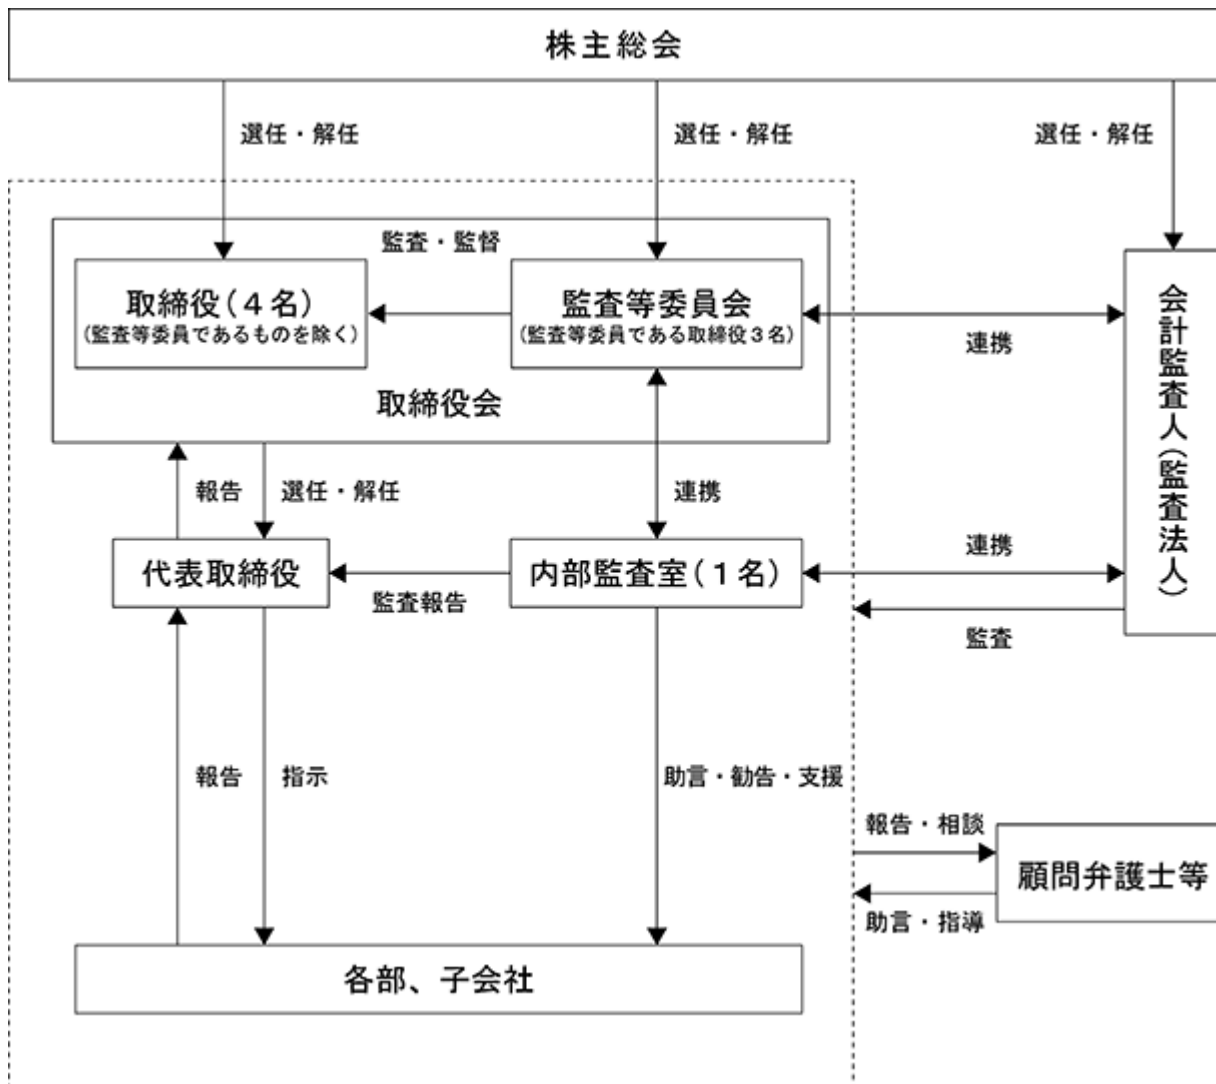 株主総会
選任・解任
選任・解任
選任・解任
監査・監督
取締役(4名)
(監査等委員であるものを除く)
監査等委員会
(監査等委員である取締役3名)
連携
会計監査人(監査法人)
取締役会
報告
選任・解任
連携
連携
代表取締役
監査報告
内部監査室(1名)
監査
報告
指示
助言・勧告・支援
報告・相談
顧問弁護士等
助言・指導
各部、子会社